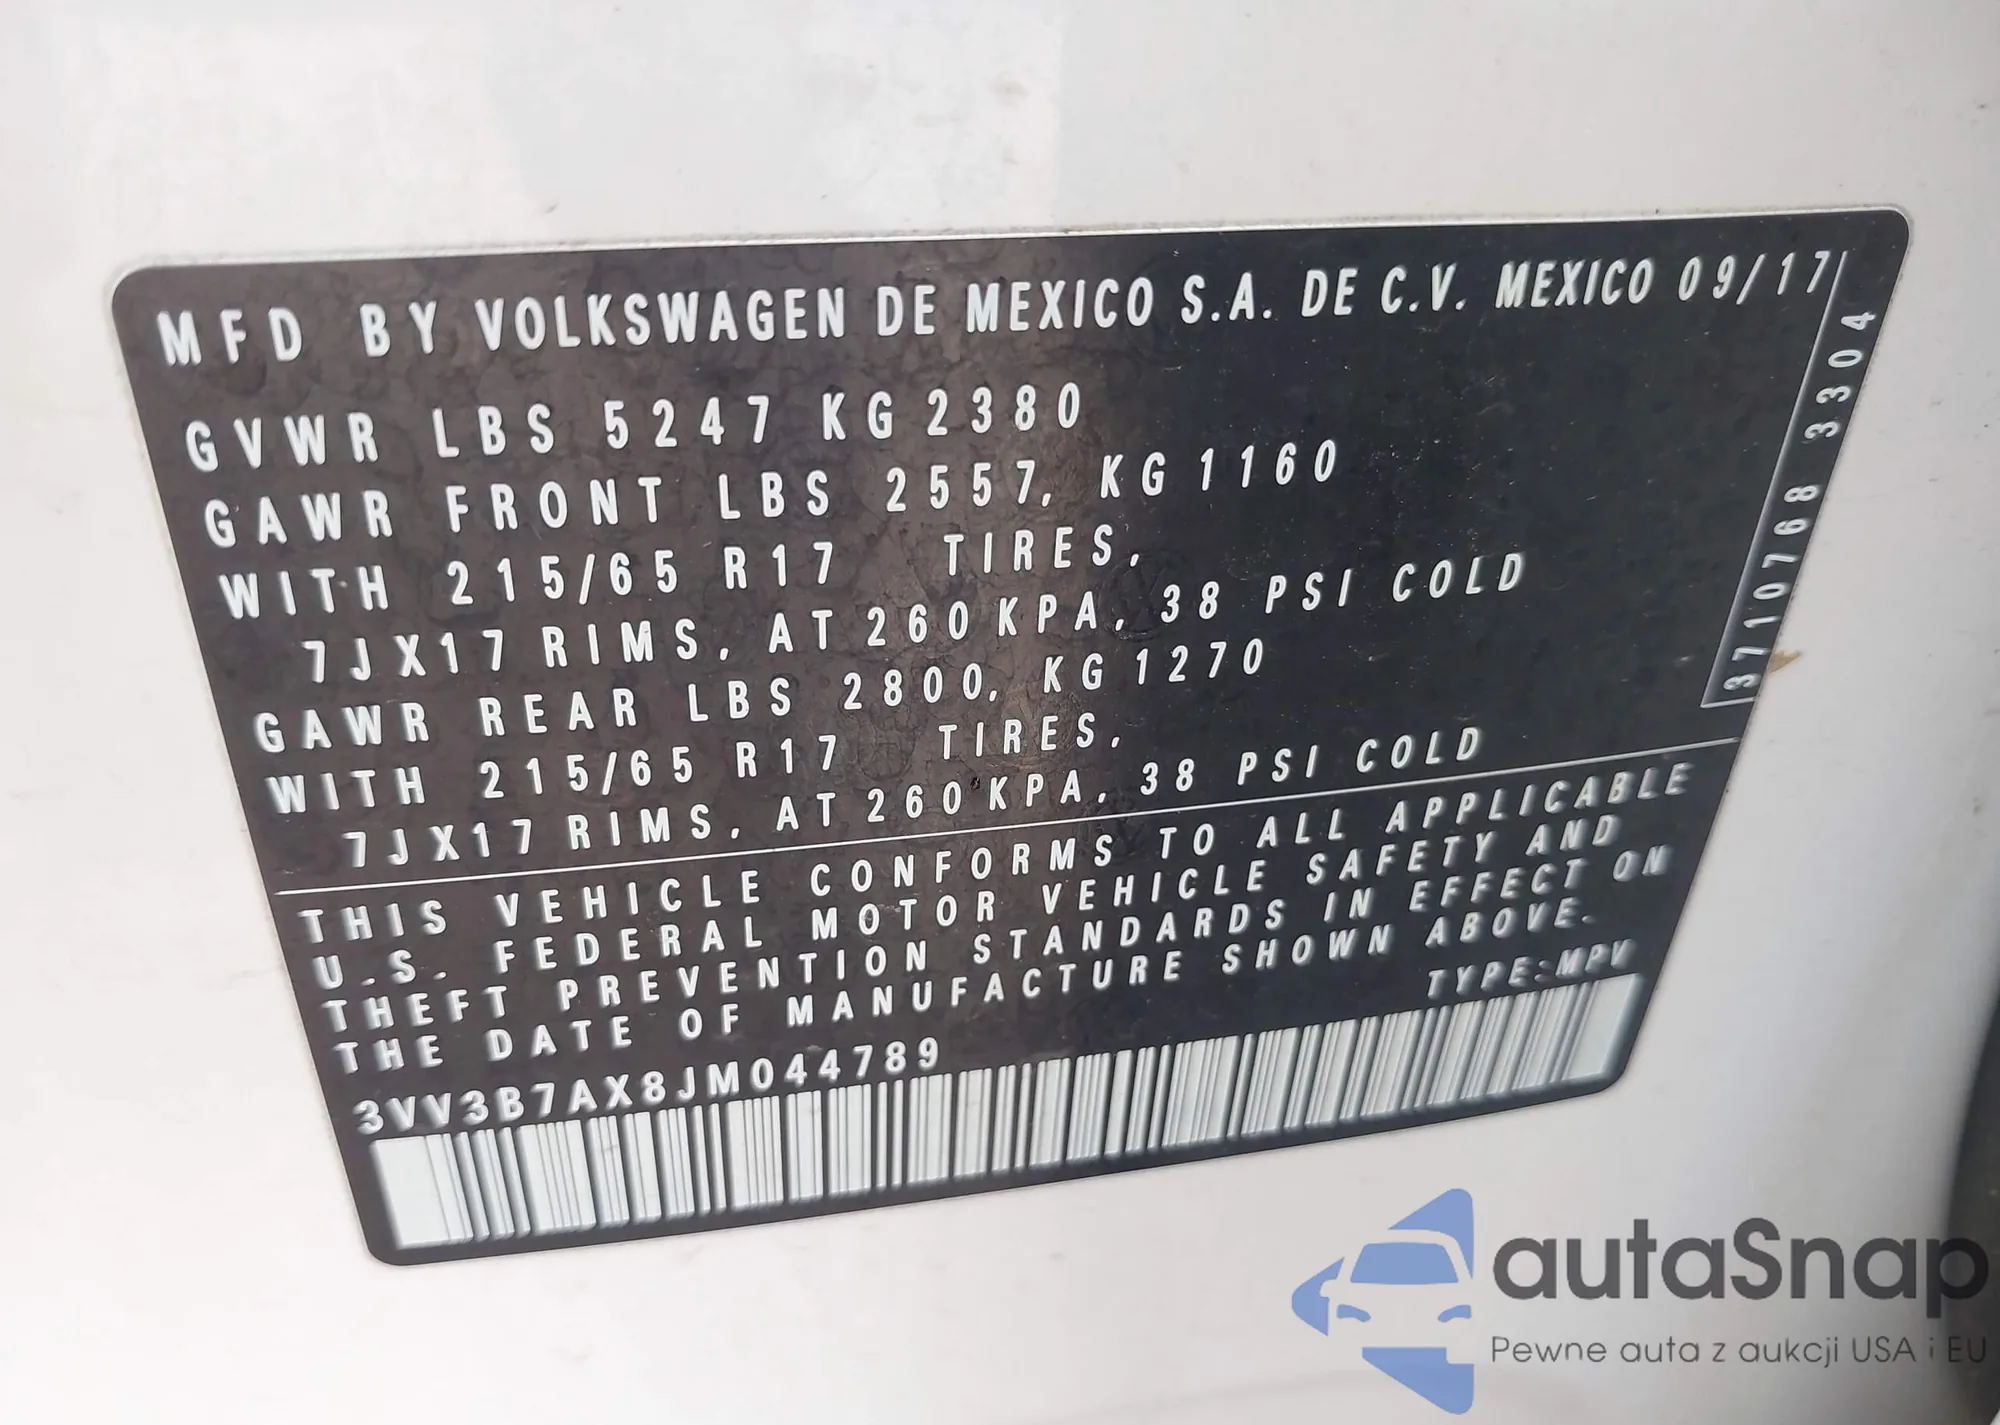 MFD BY VOLKSWAGEN DE MEXICO S.A. DE C.V. MEXICO 09/17
GVWR LBS 5247 KG 2380
GAWR FRONT LBS 2557, KG 1160
WITH 215/65 R17 TIRES,
7JX17 RIMS, AT 260 KPA, 38 PSI COLD
GAWR REAR LBS 2800, KG 1270
WITH 215/65 R17 TIRES,
7JX17 RIMS, AT 260 KPA, 38 PSI COLD
3710768 3304
THIS VEHICLE CONFORMS TO ALL APPLICABLE
U.S. FEDERAL MOTOR VEHICLE SAFETY AND
THEFT PREVENTION STANDARDS IN EFFECT ON
THE DATE OF MANUFACTURE SHOWN ABOVE.
TYPE:MPV
3VV3B7AX8JM044789
autaSnap
Pewne auta z aukcji USA i EU